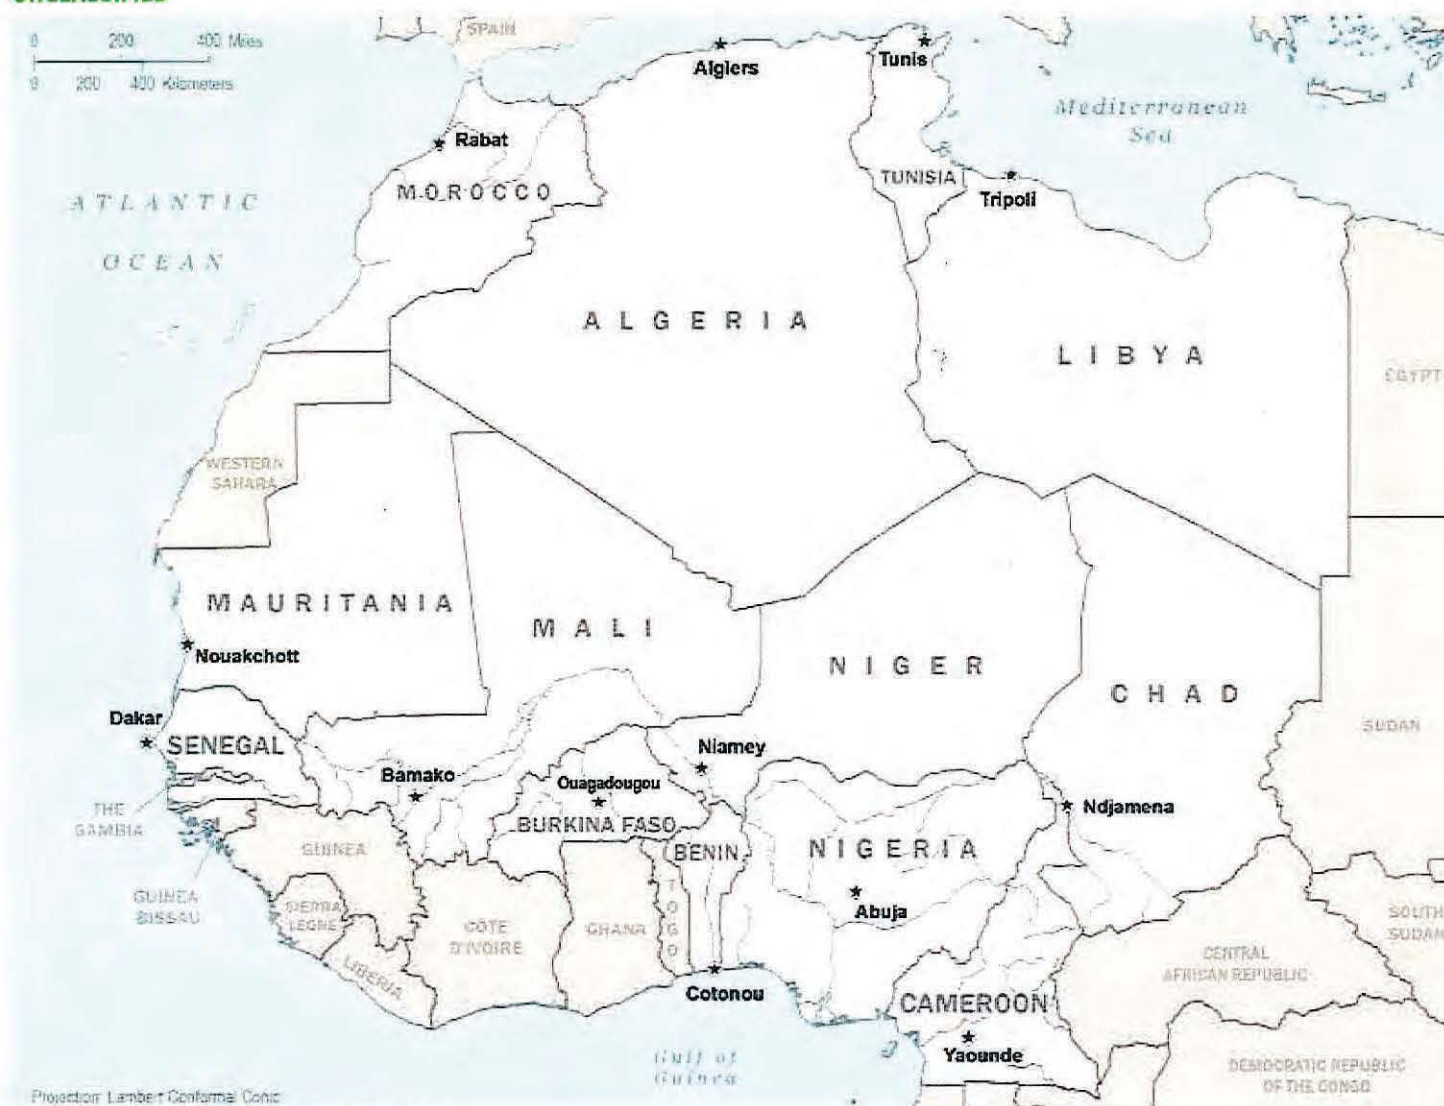 SPAIN
0 200 400 Miles
0 200 400 Kilometers
Algiers
Tunis
Mediterranean
Sea
Rabat
MOROCCO
TUNISIA
Tripoli
ATLANTIC
OCEAN
ALGERIA
LIBYA
EGYPT
WESTERN
SAHARA
MAURITANIA
MALI
Nouakchott
NIGER
CHAD
Dakar
SENEGAL
SUDAN
Niamey
Bamako
Ouagadougou
THE
GAMBIA
BURKINA FASO
Ndjamena
GUINEA
BENIN
NIGERIA
GUINEA
BISSAU
SIERRA
LEONE
TOGO
Abuja
CÔTE
D'IVOIRE
GHANA
SOUTH
SUDAN
LIBERIA
CENTRAL
AFRICAN REPUBLIC
Cotonou
CAMEROON
Gulf of
Guinea
Yaounde
DEMOCRATIC REPUBLIC
OF THE CONGO
Projection: Lambert Conformal Conic